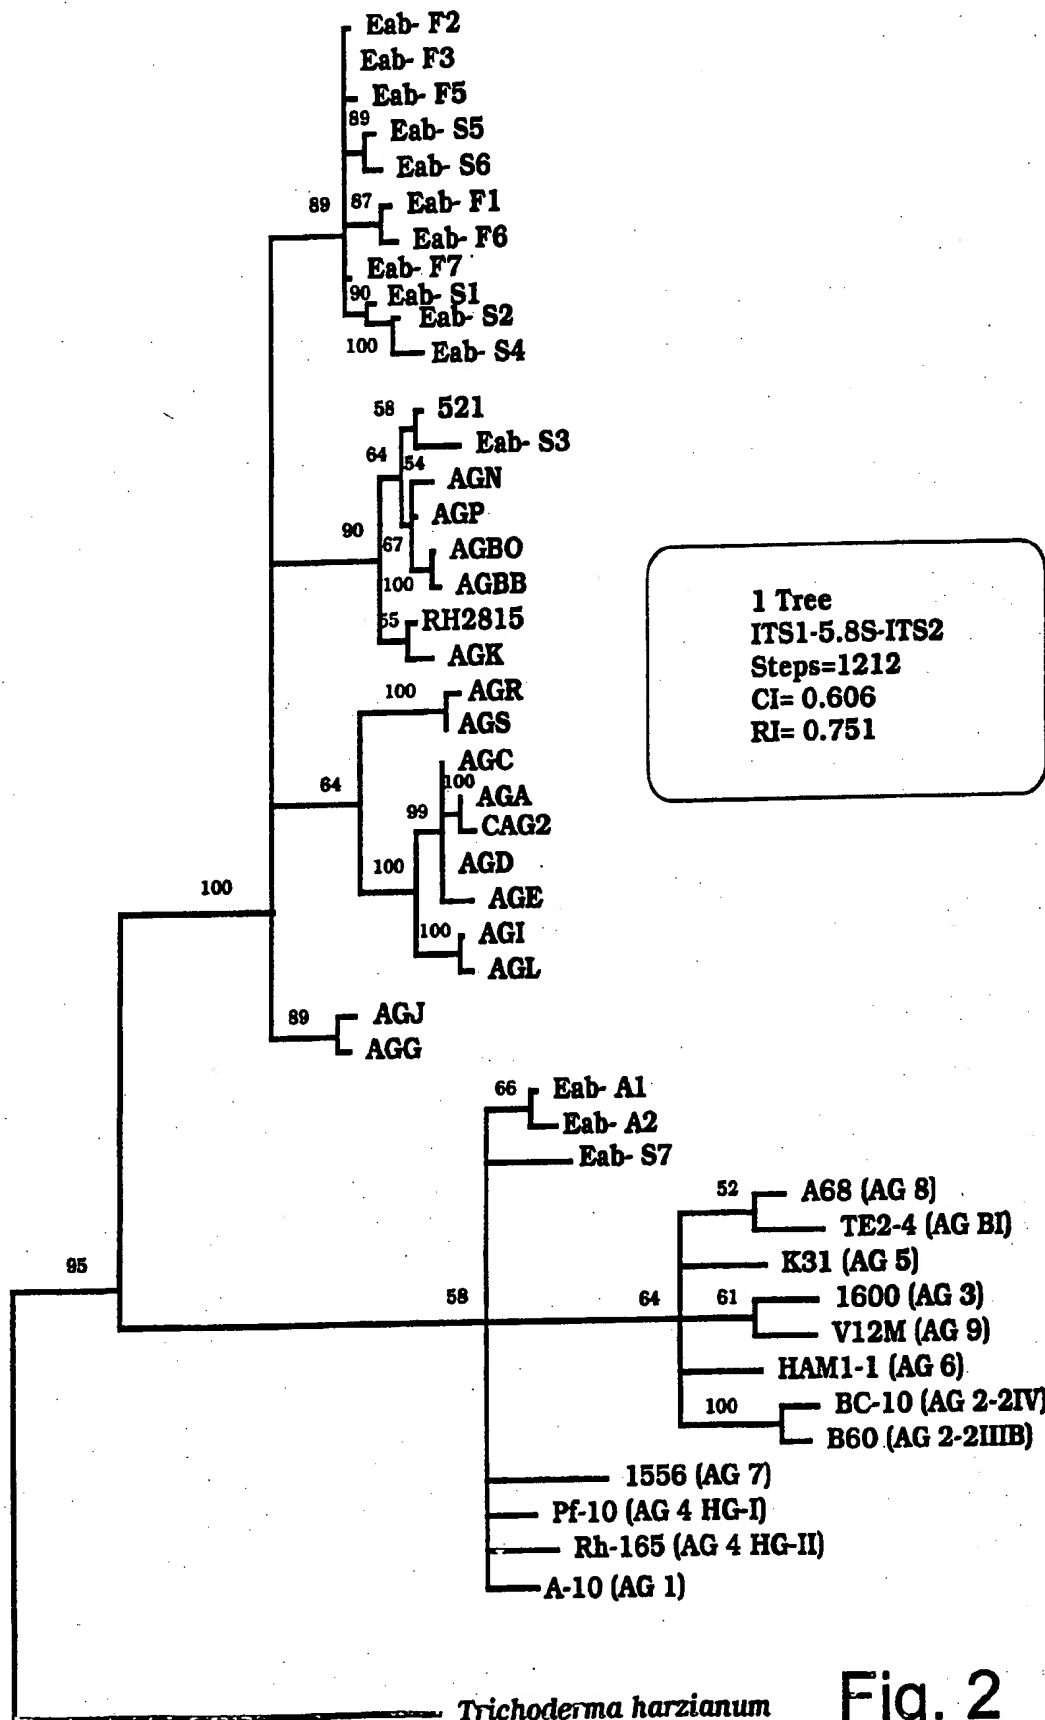 Eab- F2
Eab- F3
Eab- F5
89
Eab- S5
Eab- S6
89
87
Eab- F1
Eab- F6
Eab- F7
90
Eab- S1
Eab- S2
100
Eab- S4
58
521
Eab- S3
64
54
AGN
AGP
90
67
AGBO
100
AGBB
55
RH2815
AGK
100
AGR
AGS
AGC
100
64
AGA
99
CAG2
100
AGD
AGE
100
100
AGI
AGL
89
AGJ
AGG
66
Eab- A1
Eab- A2
Eab- S7
52
A68 (AG 8)
TE2-4 (AG BI)
95
K31 (AG 5)
58
64
61
1600 (AG 3)
V12M (AG 9)
HAM1-1 (AG 6)
100
BC-10 (AG 2-2IV)
B60 (AG 2-2IIIB)
1556 (AG 7)
Pf-10 (AG 4 HG-I)
Rh-165 (AG 4 HG-II)
A-10 (AG 1)
Trichoderma harzianum
1 Tree
ITS1-5.8S-ITS2
Steps=1212
CI= 0.606
RI= 0.751
Fig. 2